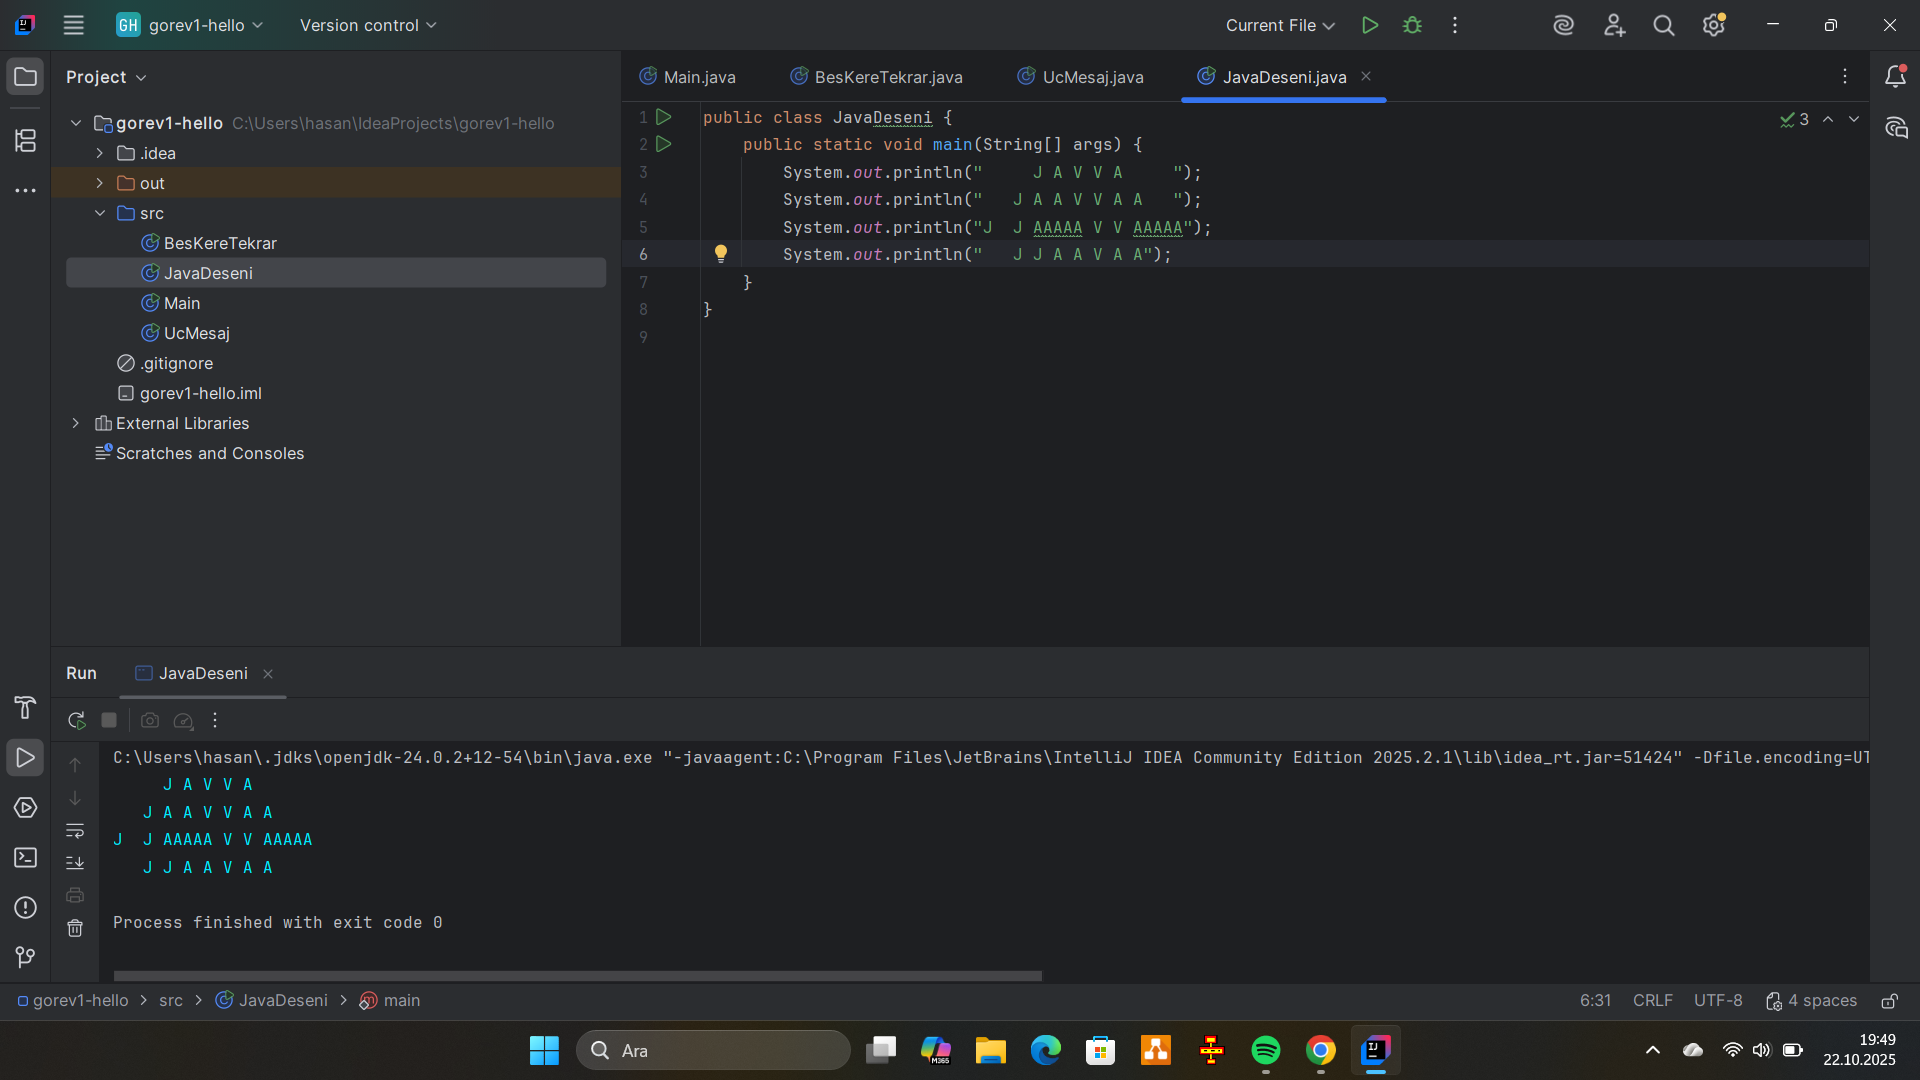 GH gorev1-hello Version control Current File
Project
Main.java BesKereTekrar.java UcMesaj.java JavaDeseni.java
gorev1-hello C:\Users\hasan\IdeaProjects\gorev1-hello
.idea
out
src
BesKereTekrar
JavaDeseni
Main
UcMesaj
.gitignore
gorev1-hello.iml
External Libraries
Scratches and Consoles
1 public class JavaDeseni {
2     public static void main(String[] args) {
3         System.out.println("     J A V V A     ");
4         System.out.println("   J A A V V A A   ");
5         System.out.println("J  J AAAAA V V AAAAA");
6         System.out.println("   J J A A V A A");
7     }
8 }
9
3
Run JavaDeseni
C:\Users\hasan\.jdks\openjdk-24.0.2+12-54\bin\java.exe "-javaagent:C:\Program Files\JetBrains\IntelliJ IDEA Community Edition 2025.2.1\lib\idea_rt.jar=51424" -Dfile.encoding=UT
     J A V V A
   J A A V V A A
J  J AAAAA V V AAAAA
   J J A A V A A
Process finished with exit code 0
gorev1-hello > src > JavaDeseni > main 6:31 CRLF UTF-8 4 spaces
Ara
M365
19:49
22.10.2025